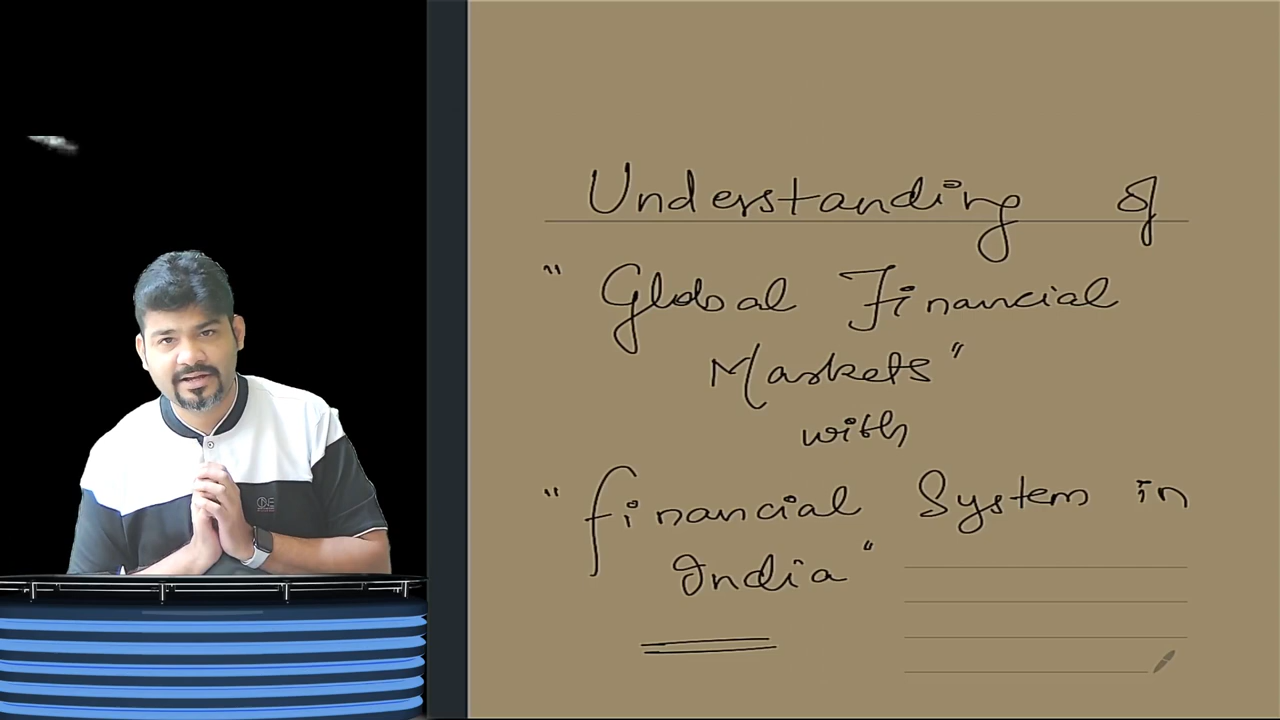 Understanding of
" Global Financial
Markets "
with
" financial System in
India "